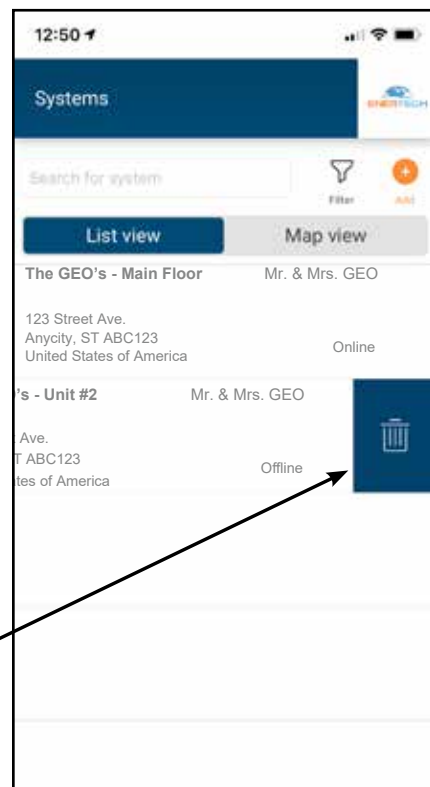 12:50
Systems
ENERTECH
Search for system
Filter
Add
List view
Map view
The GEO's - Main Floor
Mr. & Mrs. GEO
123 Street Ave.
Anycity, ST ABC123
United States of America
Online
's - Unit #2
Mr. & Mrs. GEO
Ave.
T ABC123
tes of America
Offline